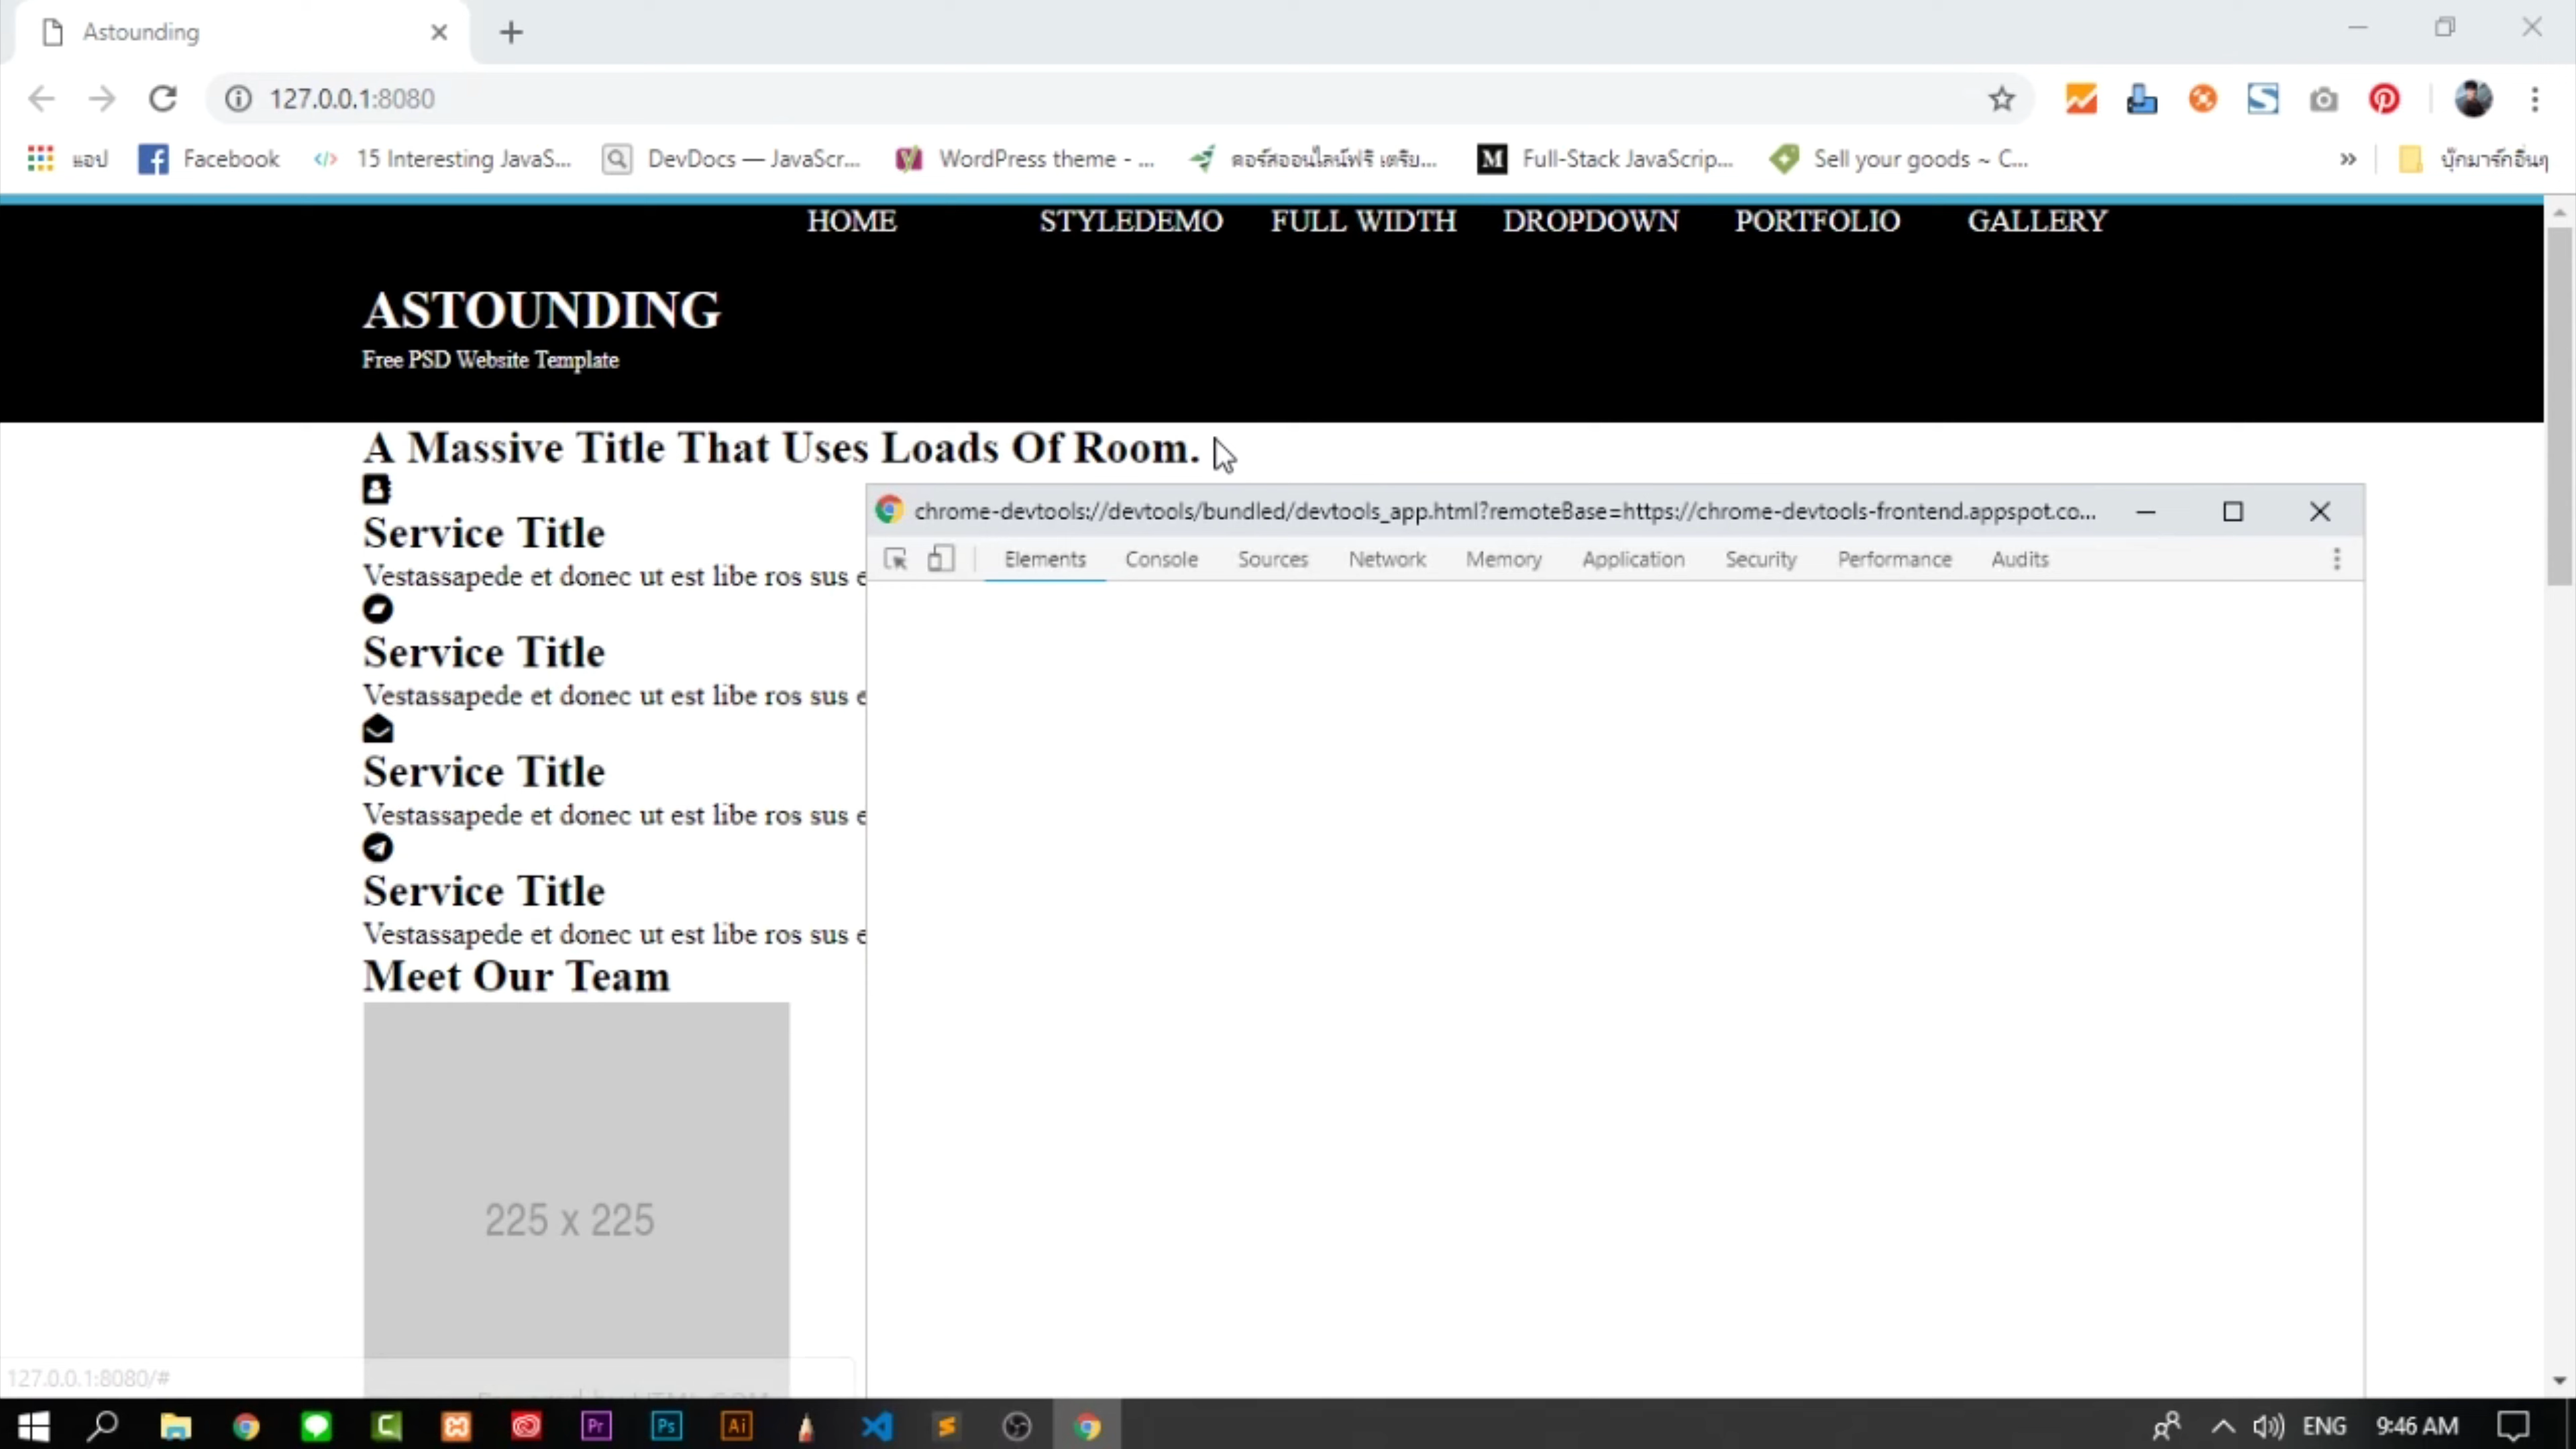 Astounding
127.0.0.1:8080
แอป
Facebook
15 Interesting JavaS...
DevDocs — JavaScr...
WordPress theme - ...
คอร์สออนไลน์ฟรี เตรีย...
Full-Stack JavaScrip...
Sell your goods ~ C...
»
บุ๊กมาร์กอื่นๆ
HOME STYLEDEMO FULL WIDTH DROPDOWN PORTFOLIO GALLERY
ASTOUNDING
Free PSD Website Template
A Massive Title That Uses Loads Of Room.
chrome-devtools://devtools/bundled/devtools_app.html?remoteBase=https://chrome-devtools-frontend.appspot.co...
Elements Console Sources Network Memory Application Security Performance Audits
Service Title
Vestassapede et donec ut est libe ros sus e
Service Title
Vestassapede et donec ut est libe ros sus e
Service Title
Vestassapede et donec ut est libe ros sus e
Service Title
Vestassapede et donec ut est libe ros sus e
Meet Our Team
225 x 225
Powered by HTML.COM
127.0.0.1:8080/#
Pr
Ps
Ai
ENG
9:46 AM